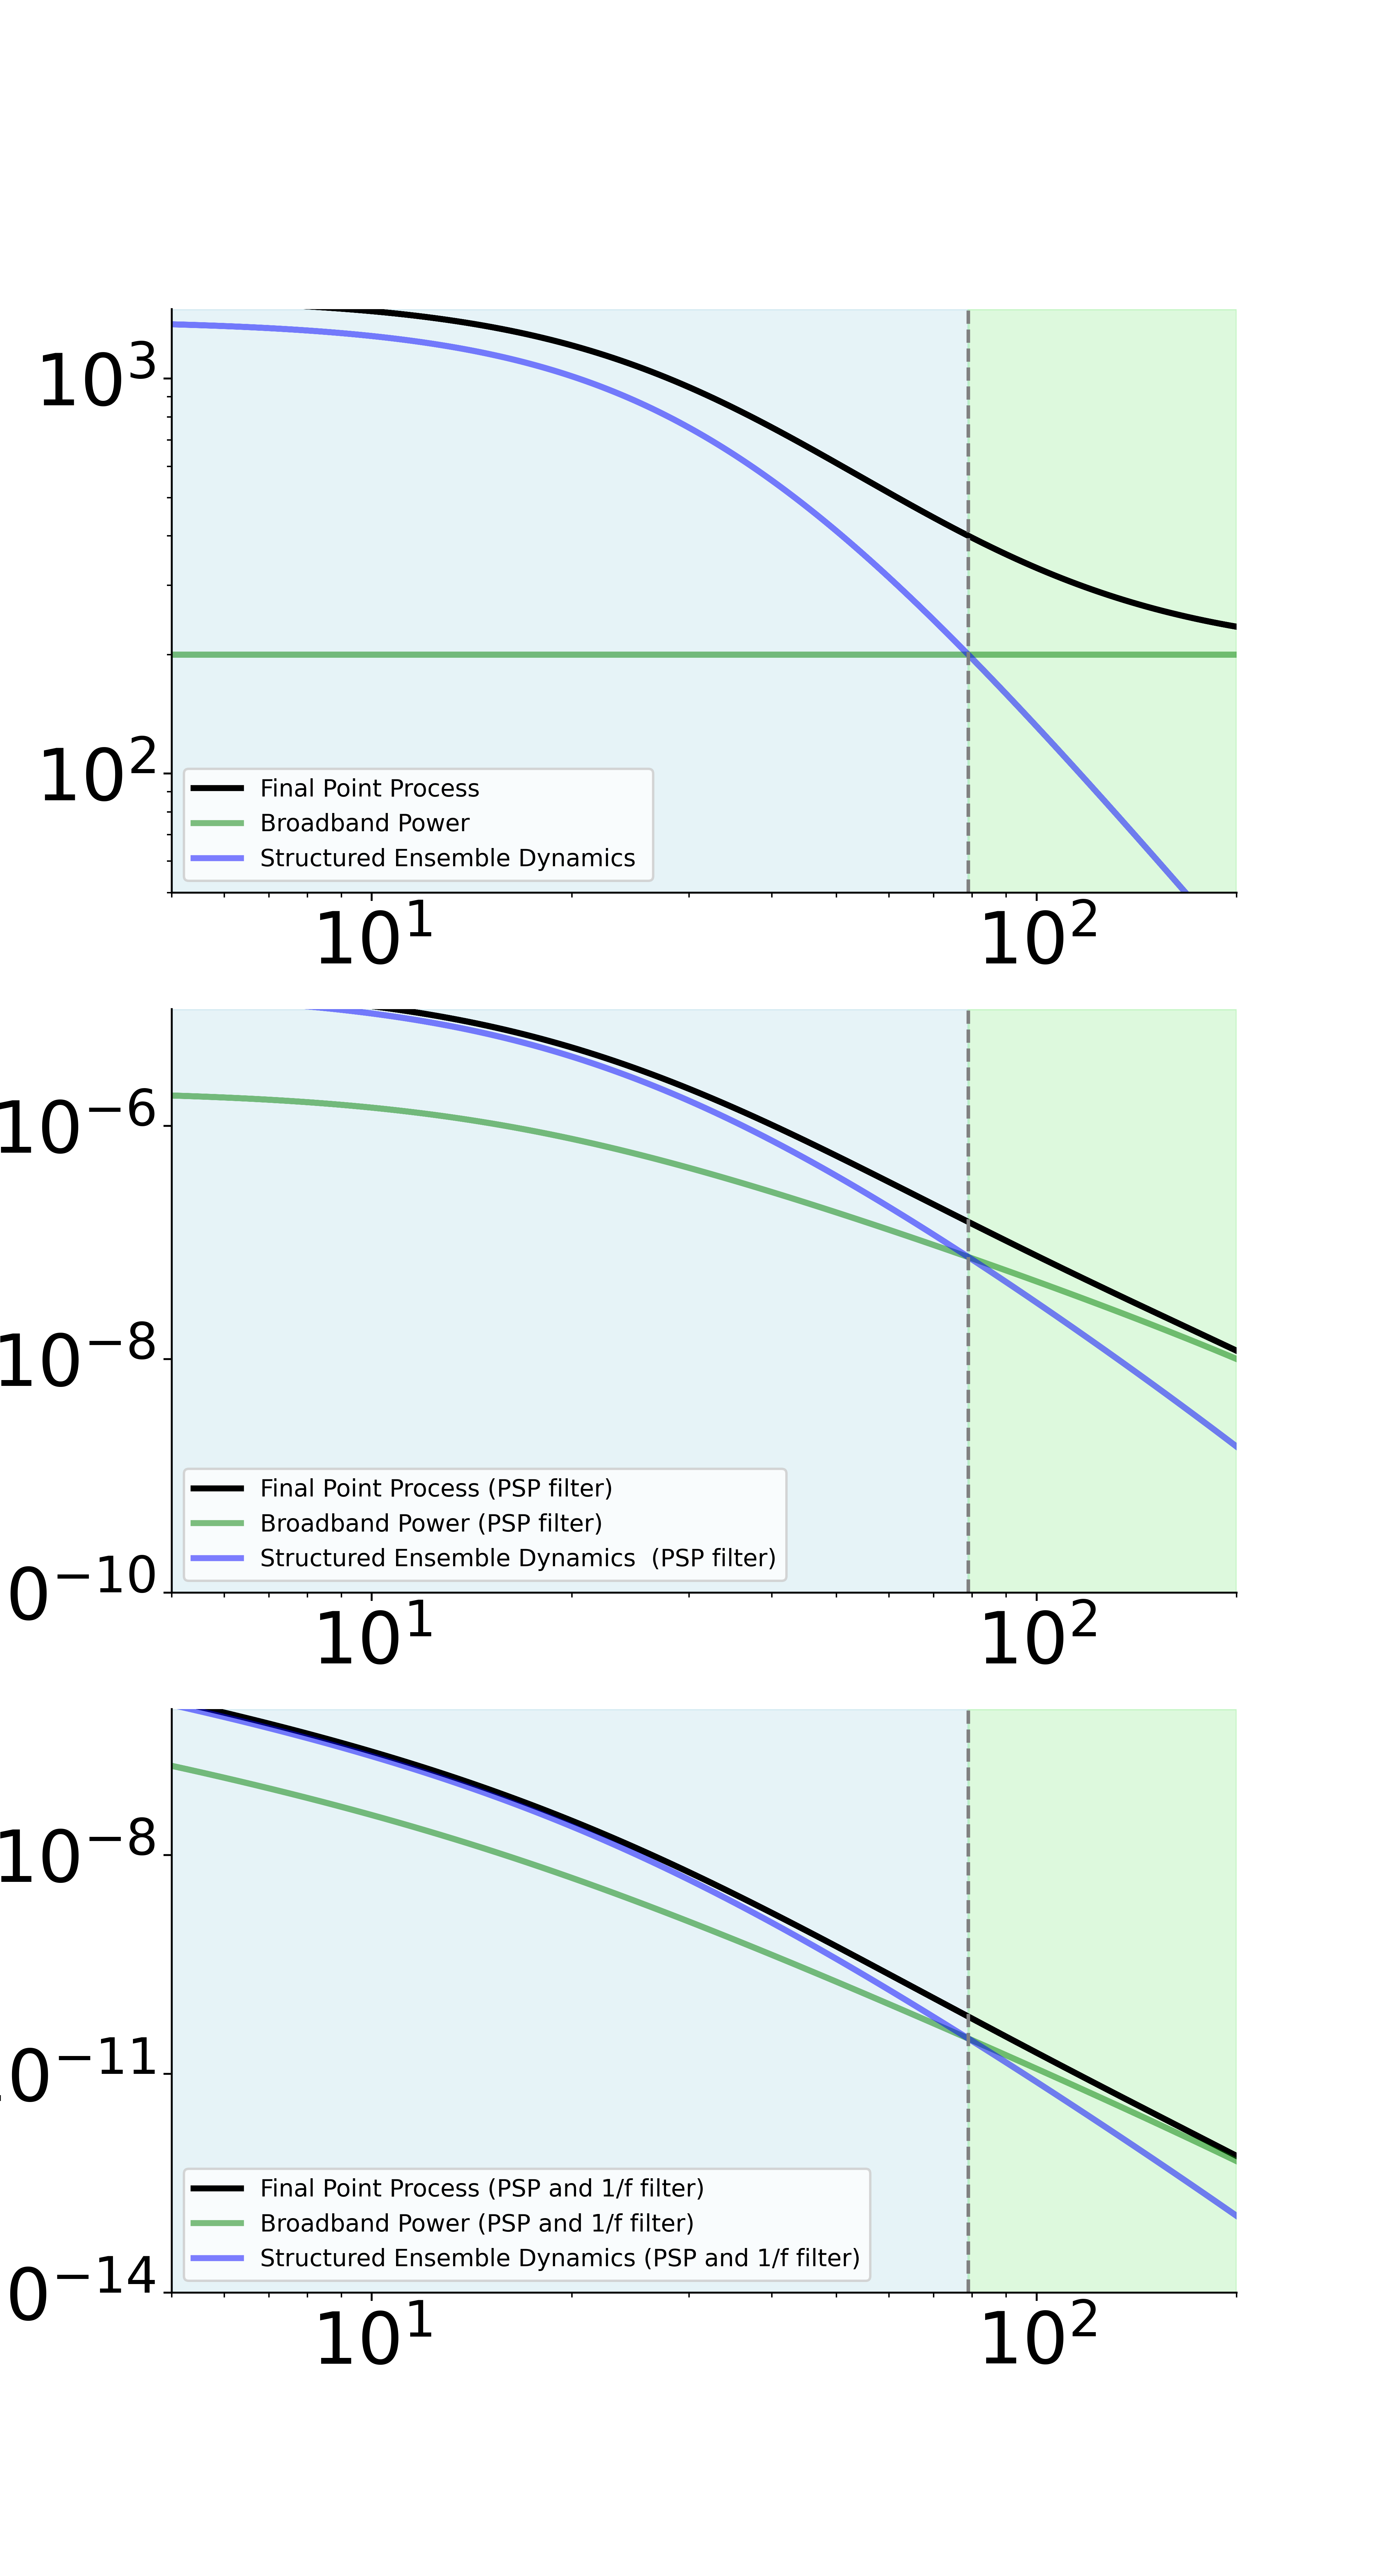 10³
10²
Final Point Process
Broadband Power
Structured Ensemble Dynamics
10¹ 10²
10⁻⁶
10⁻⁸
0⁻¹⁰
Final Point Process (PSP filter)
Broadband Power (PSP filter)
Structured Ensemble Dynamics (PSP filter)
10¹ 10²
10⁻⁸
0⁻¹¹
0⁻¹⁴
Final Point Process (PSP and 1/f filter)
Broadband Power (PSP and 1/f filter)
Structured Ensemble Dynamics (PSP and 1/f filter)
10¹ 10²